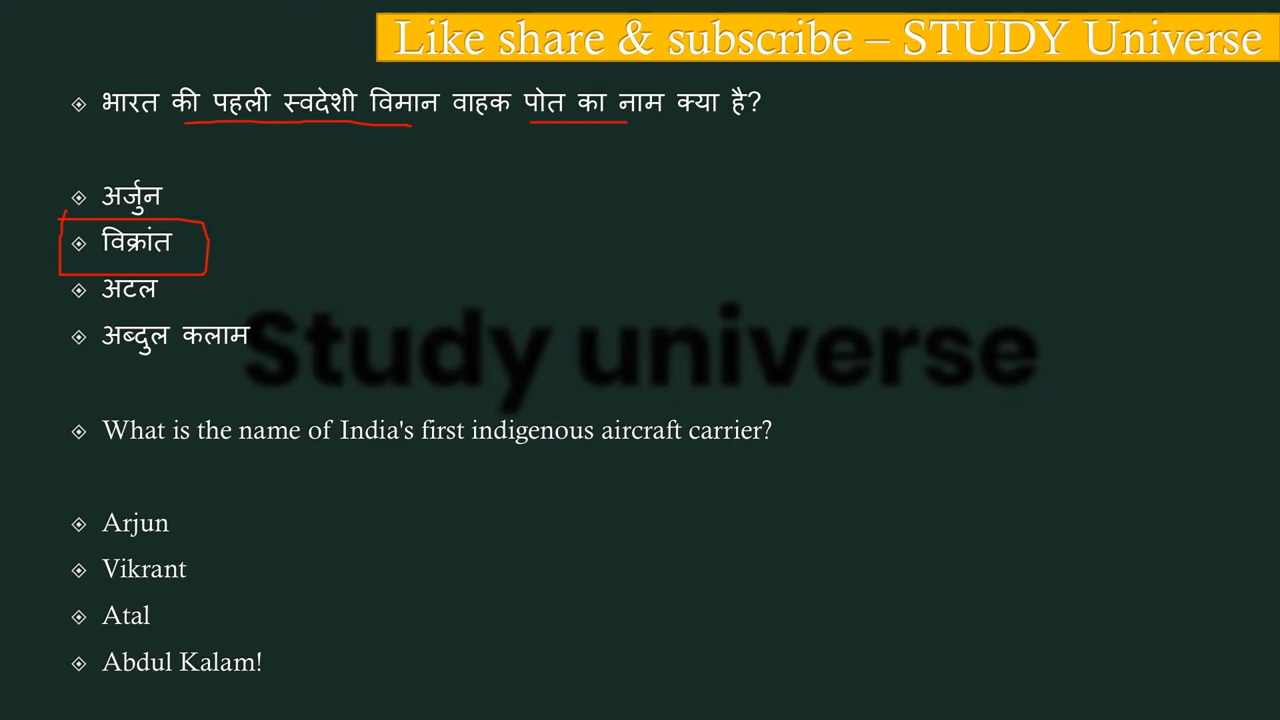 Like share & subscribe – STUDY Universe
भारत की पहली स्वदेशी विमान वाहक पोत का नाम क्या है?
अर्जुन
विक्रांत
अटल
अब्दुल कलाम
Study universe
What is the name of India's first indigenous aircraft carrier?
Arjun
Vikrant
Atal
Abdul Kalam!